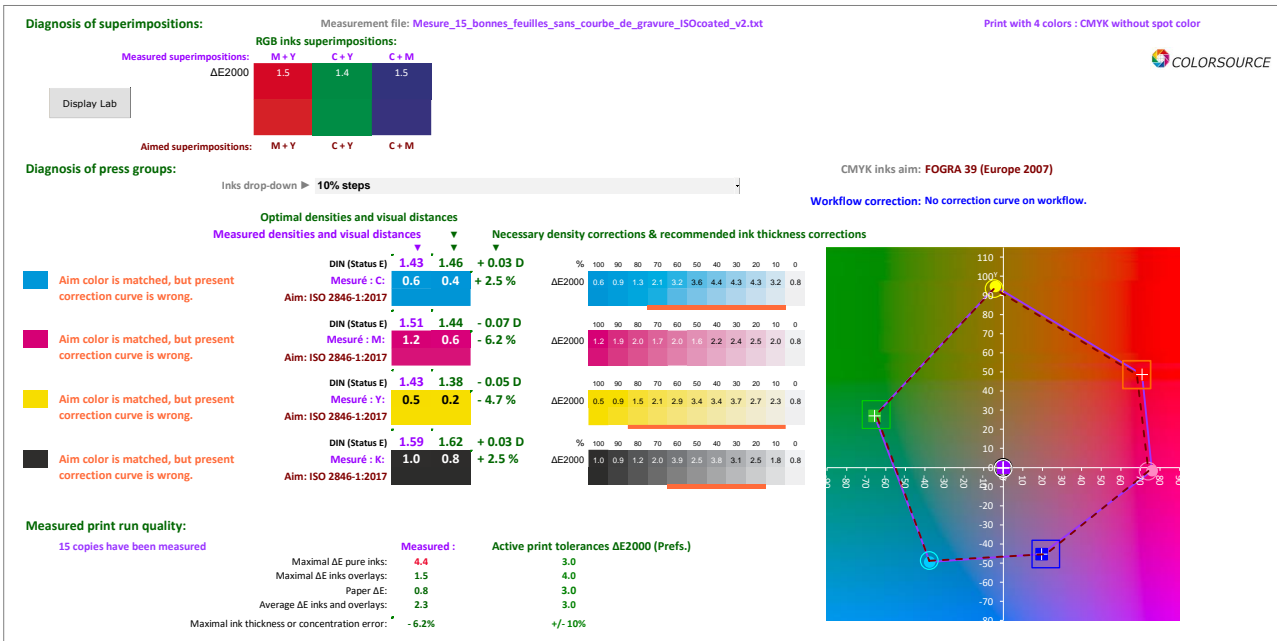 Diagnosis of superimpositions:
Measurement file: Mesure_15_bonnes_feuilles_sans_courbe_de_gravure_ISOcoated_v2.txt
Print with 4 colors : CMYK without spot color
RGB inks superimpositions:
Measured superimpositions: M + Y C + Y C + M
ΔE2000 1.5 1.4 1.5
COLORSOURCE
Display Lab
Aimed superimpositions: M + Y C + Y C + M
Diagnosis of press groups:
CMYK inks aim: FOGRA 39 (Europe 2007)
Inks drop-down ► 10% steps
Workflow correction: No correction curve on workflow.
Optimal densities and visual distances
Measured densities and visual distances ▼ Necessary density corrections & recommended ink thickness corrections
▼ ▼ ▼
DIN (Status E) 1.43 1.46 + 0.03 D % 100 90 80 70 60 50 40 30 20 10 0
Aim color is matched, but present correction curve is wrong.
Mesuré : C: 0.6 0.4 + 2.5 % ΔE2000 0.6 0.9 1.3 2.1 3.2 3.6 4.4 4.3 4.3 3.2 0.8
Aim: ISO 2846-1:2017
DIN (Status E) 1.51 1.44 - 0.07 D % 100 90 80 70 60 50 40 30 20 10 0
Aim color is matched, but present correction curve is wrong.
Mesuré : M: 1.2 0.6 - 6.2 % ΔE2000 1.2 1.9 2.0 1.7 2.0 1.6 2.2 2.4 2.5 2.0 0.8
Aim: ISO 2846-1:2017
DIN (Status E) 1.43 1.38 - 0.05 D % 100 90 80 70 60 50 40 30 20 10 0
Aim color is matched, but present correction curve is wrong.
Mesuré : Y: 0.5 0.2 - 4.7 % ΔE2000 0.5 0.9 1.5 2.1 2.9 3.4 3.4 3.7 2.7 2.3 0.8
Aim: ISO 2846-1:2017
DIN (Status E) 1.59 1.62 + 0.03 D % 100 90 80 70 60 50 40 30 20 10 0
Aim color is matched, but present correction curve is wrong.
Mesuré : K: 1.0 0.8 + 2.5 % ΔE2000 1.0 0.9 1.2 2.0 3.9 2.5 3.8 3.1 2.5 1.8 0.8
Aim: ISO 2846-1:2017
110
100 Y
90
80
70
60
50
40
30
20
10
0
-10
-20
-30
-40
-50
-60
-70
-80
-80 -70 -60 -50 -40 -30 -20 -10 0 10 20 30 40 50 60 70 80 90
Measured print run quality:
15 copies have been measured
Measured : Active print tolerances ΔE2000 (Prefs.)
Maximal ΔE pure inks: 4.4 3.0
Maximal ΔE inks overlays: 1.5 4.0
Paper ΔE: 0.8 3.0
Average ΔE inks and overlays: 2.3 3.0
Maximal ink thickness or concentration error: - 6.2% +/- 10%